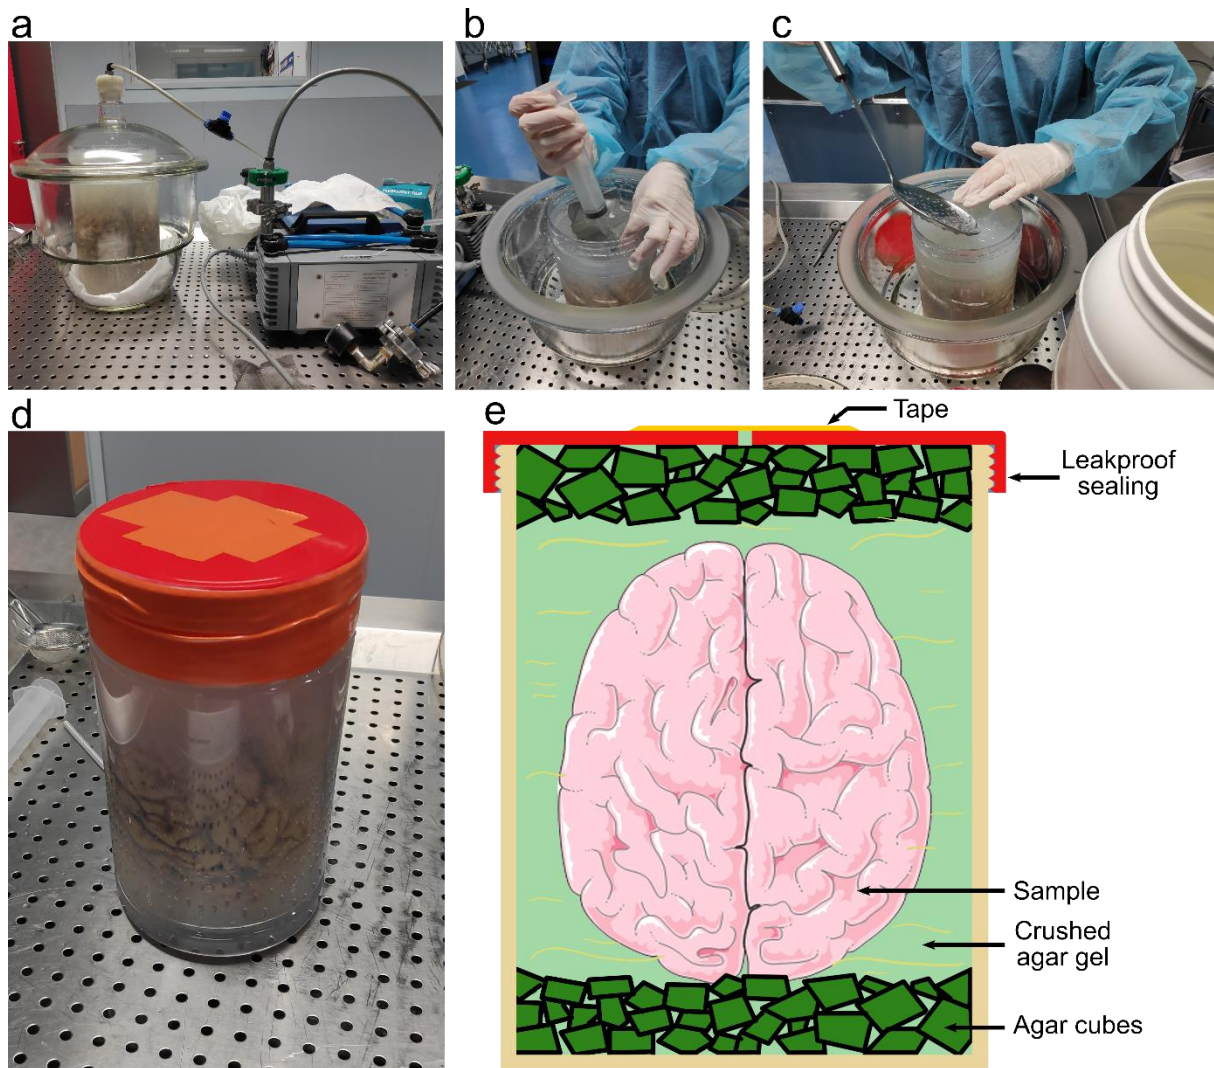 a
b
c
d
e
Tape
Leakproof
sealing
Sample
Crushed
agar gel
Agar cubes